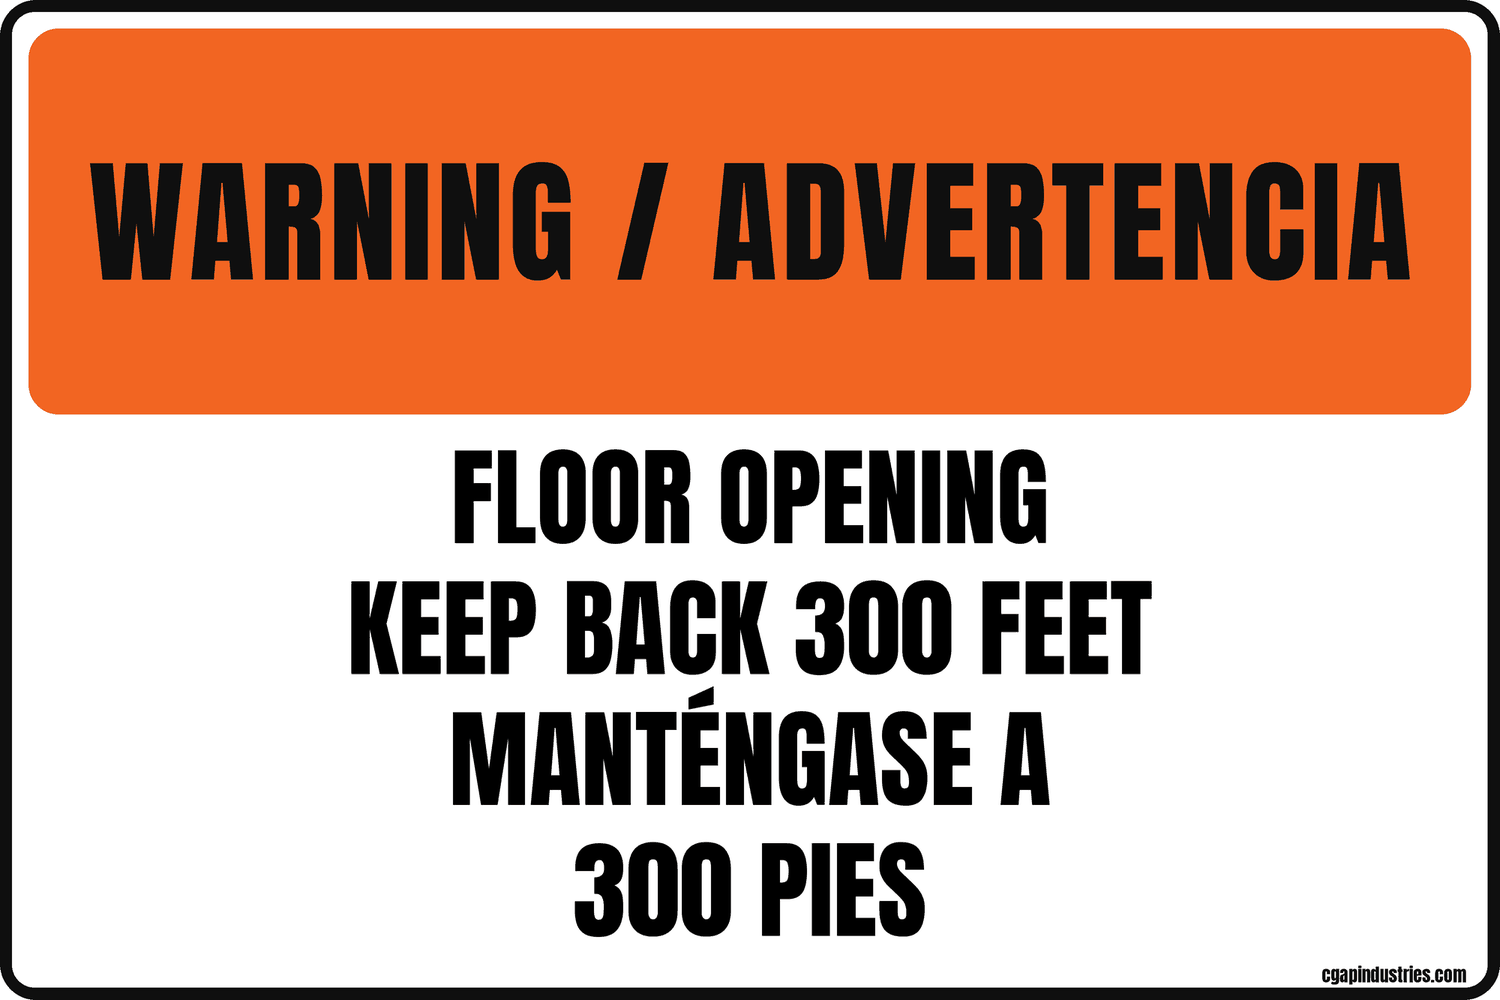 WARNING / ADVERTENCIA
FLOOR OPENING
KEEP BACK 300 FEET
MANTÉNGASE A
300 PIES
cgapindustries.com